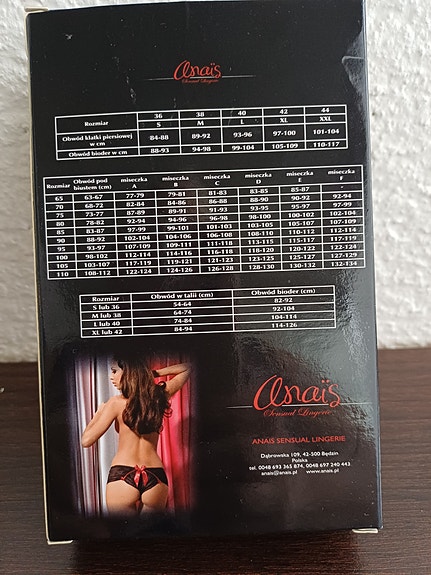 Anaïs
Sensual Lingerie
Rozmiar 36 38 40 42 44
S M L XL XXL
Obwód klatki piersiowej w cm 84-88 89-92 93-96 97-100 101-104
Obwód bioder w cm 88-93 94-98 99-104 105-109 110-117
Rozmiar Obwód pod biustem (cm) miseczka A miseczka B miseczka C miseczka D miseczka E miseczka F
65 63-67 77-79 79-81 81-83 83-85 85-87 -
70 68-72 82-84 84-86 86-88 88-90 90-92 92-94
75 73-77 87-89 89-91 91-93 93-95 95-97 97-99
80 78-82 92-94 94-96 96-98 98-100 100-102 102-104
85 83-87 97-99 99-101 101-103 103-105 105-107 107-109
90 88-92 102-104 104-106 106-108 108-110 110-112 112-114
95 93-97 107-109 109-111 111-118 113-115 115-117 117-119
100 98-102 112-114 114-116 116-118 118-120 120-122 122-124
105 103-107 117-119 119-121 121-123 123-125 125-127 127-129
110 108-112 122-124 124-126 126-128 128-130 130-132 132-134
Rozmiar Obwód w talii (cm) Obwód bioder (cm)
S lub 36 54-64 82-92
M lub 38 64-74 92-104
L lub 40 74-84 104-114
XL lub 42 84-94 114-126
Anaïs
Sensual Lingerie
ANAIS SENSUAL LINGERIE
Dąbrowska 109, 42-500 Będzin
Polska
tel. 0048 693 365 874, 0048 697 240 443
anais@anais.pl www.anais.pl